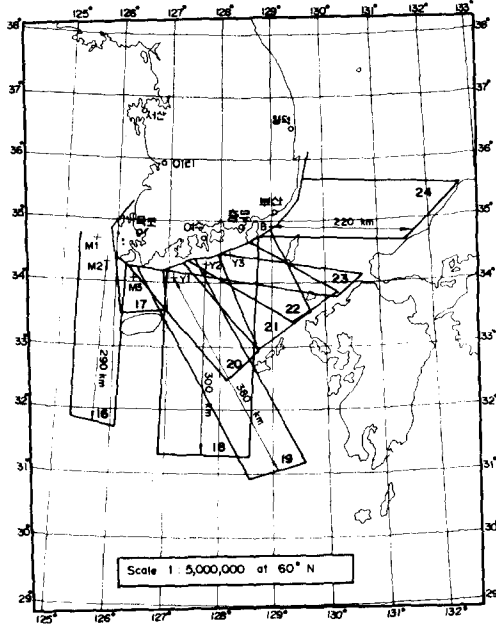 125° 126° 127° 128° 129° 130° 131° 132° 133°
38° 38°
37° 37°
36° 36°
35° 35°
34° 34°
33° 33°
32° 32°
31° 31°
30° 30°
29° 29°
24
220 km
B
M1
M2
M3
Y1
Y2
Y3
17
23
22
21
20
290 km
300 km
380 km
16
18
19
Scale 1 : 5,000,000 at 60° N
125° 126° 127° 128° 129° 130° 131° 132°